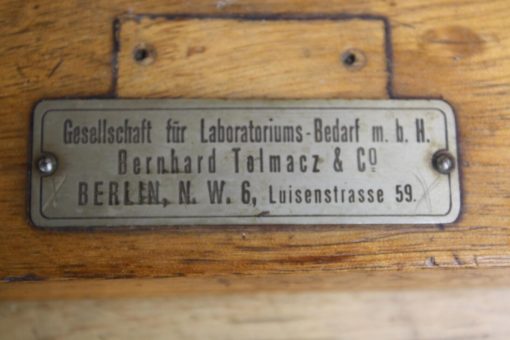 Gesellschaft für Laboratoriums-Bedarf m. b. H.
Bernhard Tolmacz & Co
BERLIN, N. W. 6, Luisenstrasse 59.